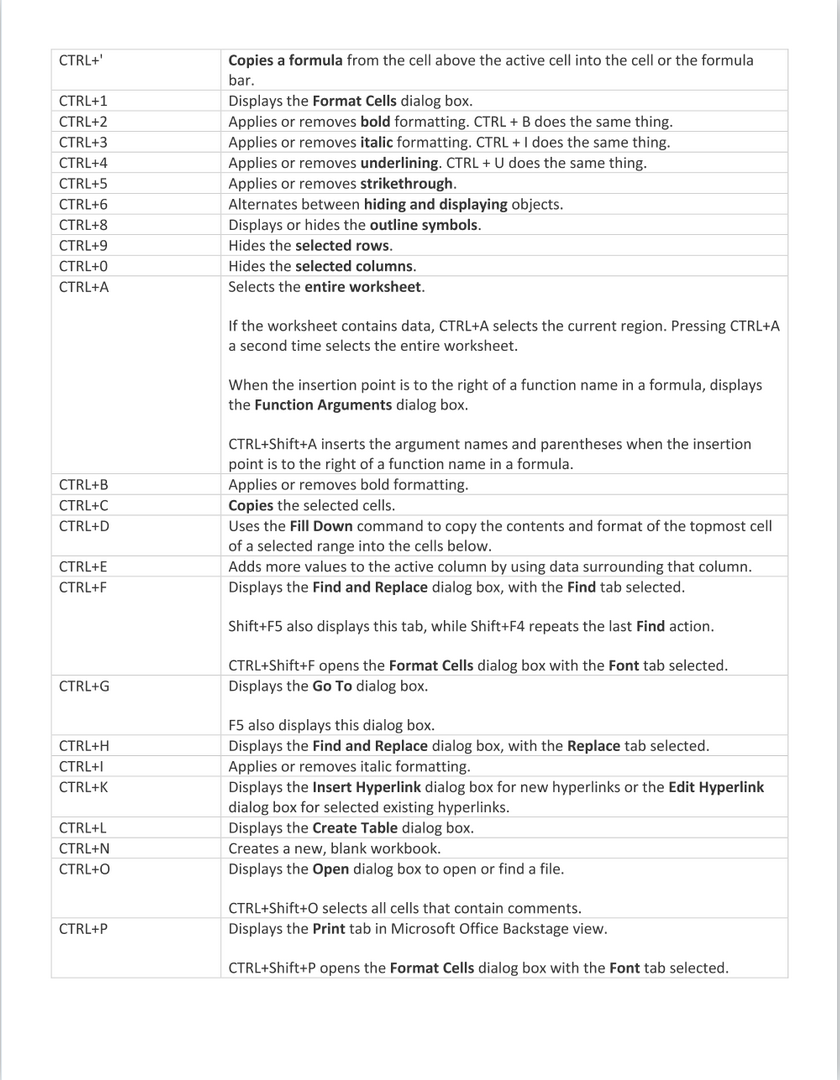 CTRL+'
Copies a formula from the cell above the active cell into the cell or the formula
bar.
CTRL+1
Displays the Format Cells dialog box.
CTRL+2
Applies or removes bold formatting. CTRL + B does the same thing.
CTRL+3
Applies or removes italic formatting. CTRL + I does the same thing.
CTRL+4
Applies or removes underlining. CTRL + U does the same thing.
CTRL+5
Applies or removes strikethrough.
CTRL+6
Alternates between hiding and displaying objects.
CTRL+8
Displays or hides the outline symbols.
CTRL+9
Hides the selected rows.
CTRL+0
Hides the selected columns.
CTRL+A
Selects the entire worksheet.
If the worksheet contains data, CTRL+A selects the current region. Pressing CTRL+A
a second time selects the entire worksheet.
When the insertion point is to the right of a function name in a formula, displays
the Function Arguments dialog box.
CTRL+Shift+A inserts the argument names and parentheses when the insertion
point is to the right of a function name in a formula.
CTRL+B
Applies or removes bold formatting.
CTRL+C
Copies the selected cells.
CTRL+D
Uses the Fill Down command to copy the contents and format of the topmost cell
of a selected range into the cells below.
CTRL+E
Adds more values to the active column by using data surrounding that column.
CTRL+F
Displays the Find and Replace dialog box, with the Find tab selected.
Shift+F5 also displays this tab, while Shift+F4 repeats the last Find action.
CTRL+Shift+F opens the Format Cells dialog box with the Font tab selected.
CTRL+G
Displays the Go To dialog box.
F5 also displays this dialog box.
CTRL+H
Displays the Find and Replace dialog box, with the Replace tab selected.
CTRL+I
Applies or removes italic formatting.
CTRL+K
Displays the Insert Hyperlink dialog box for new hyperlinks or the Edit Hyperlink
dialog box for selected existing hyperlinks.
CTRL+L
Displays the Create Table dialog box.
CTRL+N
Creates a new, blank workbook.
CTRL+O
Displays the Open dialog box to open or find a file.
CTRL+Shift+O selects all cells that contain comments.
CTRL+P
Displays the Print tab in Microsoft Office Backstage view.
CTRL+Shift+P opens the Format Cells dialog box with the Font tab selected.